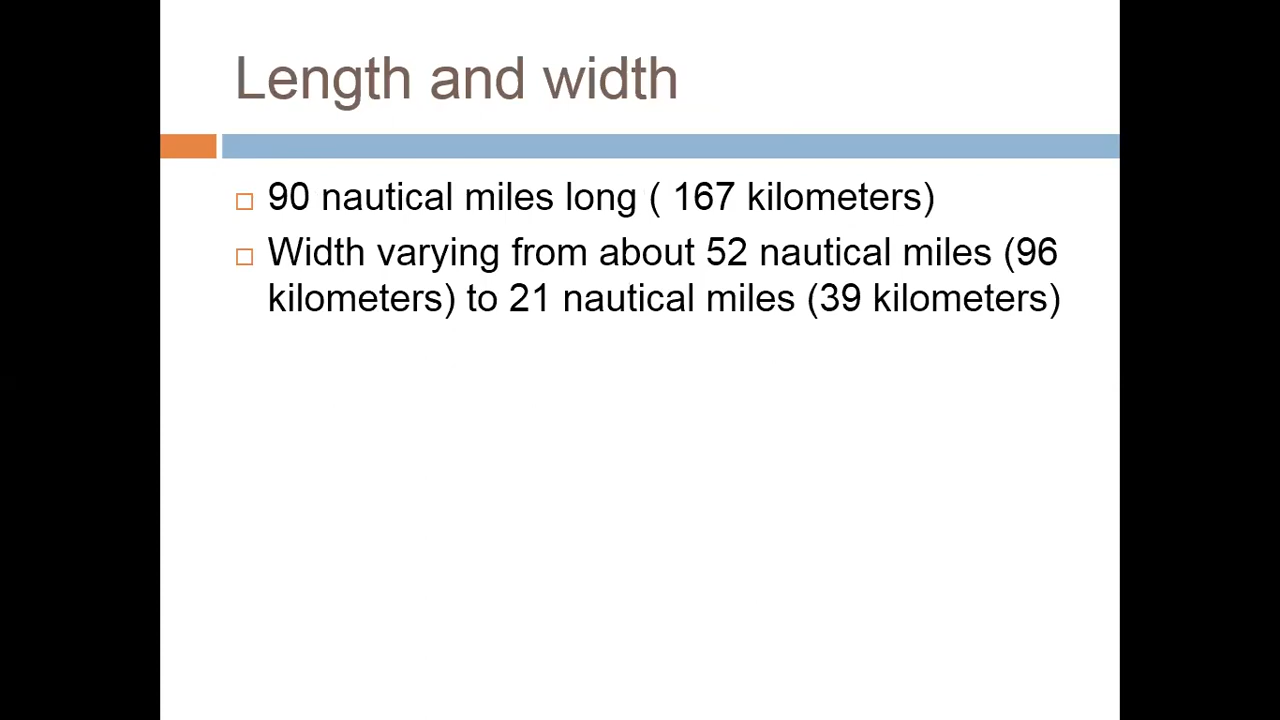 Length and width
90 nautical miles long ( 167 kilometers)
Width varying from about 52 nautical miles (96
kilometers) to 21 nautical miles (39 kilometers)